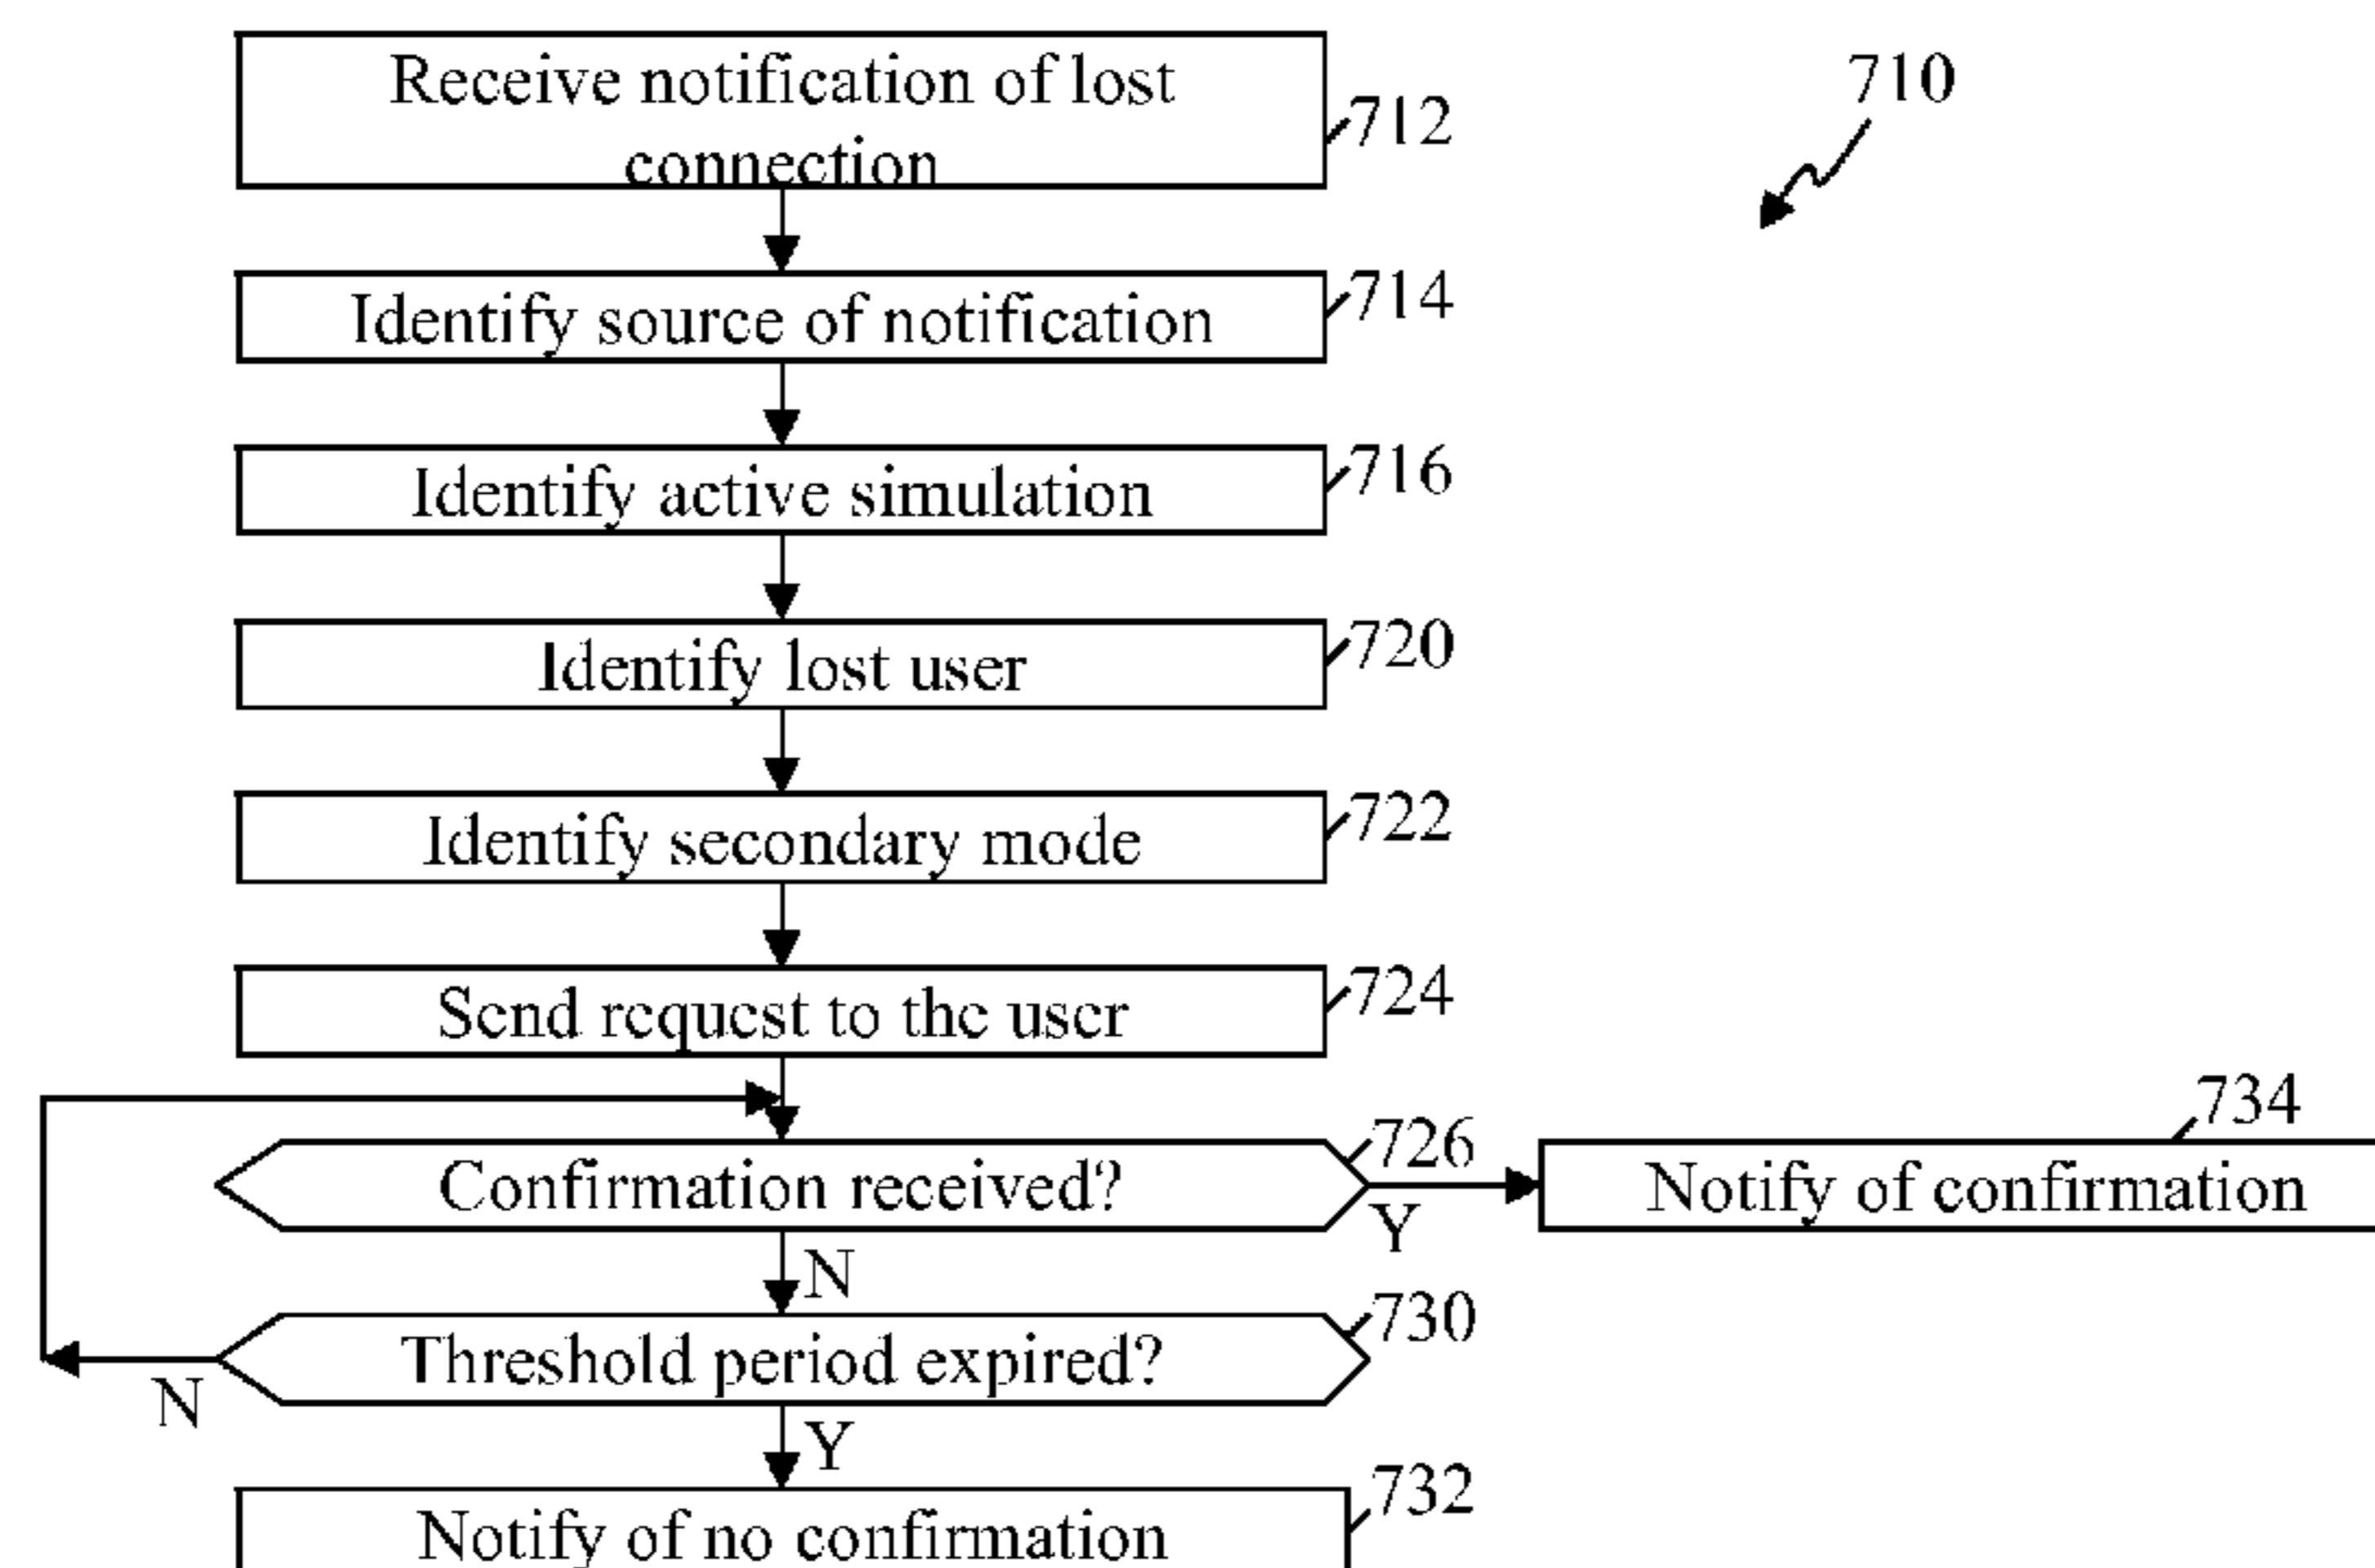 Receive notification of lost
connection
712
710
Identify source of notification
714
Identify active simulation
716
Identify lost user
720
Identify secondary mode
722
Send request to the user
724
Confirmation received?
726
Y
734
Notify of confirmation
N
Threshold period expired?
730
N
Y
Notify of no confirmation
732